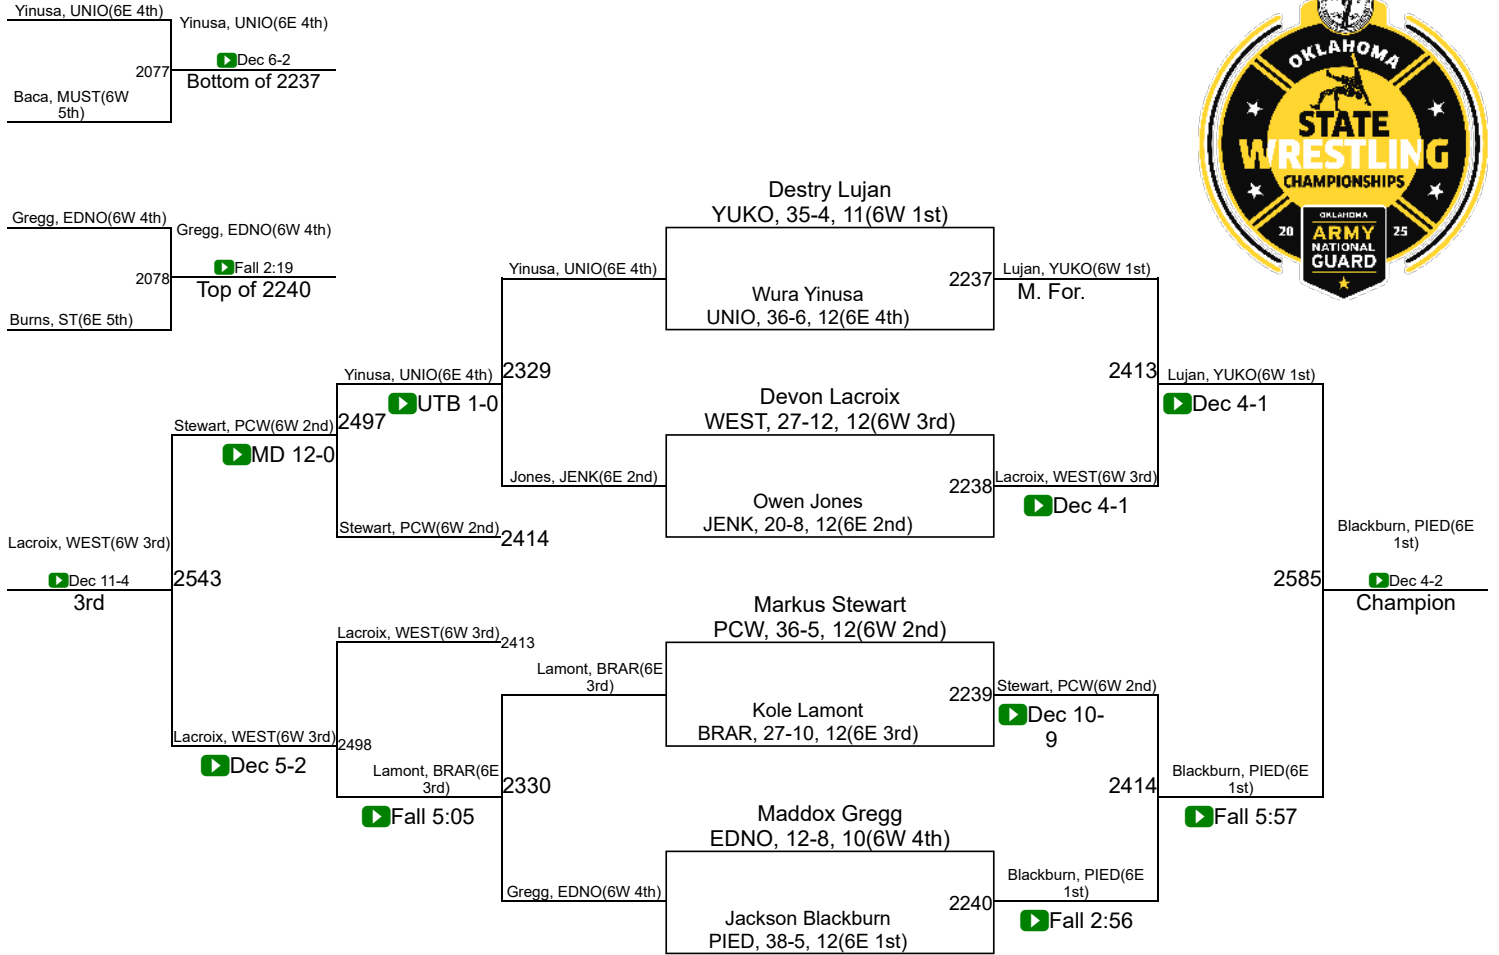 Yinusa, UNIO(6E 4th)
Yinusa, UNIO(6E 4th)
Dec 6-2
2077
Bottom of 2237
Baca, MUST(6W
5th)
Gregg, EDNO(6W 4th)
Gregg, EDNO(6W 4th)
Fall 2:19
2078
Top of 2240
Burns, ST(6E 5th)
OKLAHOMA
STATE
WRESTLING
CHAMPIONSHIPS
OKLAHOMA
20
ARMY
25
NATIONAL
GUARD
Destry Lujan
YUKO, 35-4, 11(6W 1st)
Yinusa, UNIO(6E 4th)
2237
Lujan, YUKO(6W 1st)
M. For.
Wura Yinusa
UNIO, 36-6, 12(6E 4th)
Yinusa, UNIO(6E 4th)
2329
UTB 1-0
2413
Lujan, YUKO(6W 1st)
Dec 4-1
Devon Lacroix
WEST, 27-12, 12(6W 3rd)
Stewart, PCW(6W 2nd)
2497
MD 12-0
Jones, JENK(6E 2nd)
2238
Lacroix, WEST(6W 3rd)
Dec 4-1
Owen Jones
JENK, 20-8, 12(6E 2nd)
Stewart, PCW(6W 2nd)
2414
Lacroix, WEST(6W 3rd)
Dec 11-4
3rd
2543
Blackburn, PIED(6E
1st)
2585
Dec 4-2
Champion
Markus Stewart
PCW, 36-5, 12(6W 2nd)
Lacroix, WEST(6W 3rd)
2413
Lamont, BRAR(6E
3rd)
2239
Stewart, PCW(6W 2nd)
Dec 10-
9
Kole Lamont
BRAR, 27-10, 12(6E 3rd)
Lacroix, WEST(6W 3rd)
2498
Dec 5-2
Lamont, BRAR(6E
3rd)
2330
Fall 5:05
2414
Blackburn, PIED(6E
1st)
Fall 5:57
Maddox Gregg
EDNO, 12-8, 10(6W 4th)
Gregg, EDNO(6W 4th)
2240
Blackburn, PIED(6E
1st)
Fall 2:56
Jackson Blackburn
PIED, 38-5, 12(6E 1st)